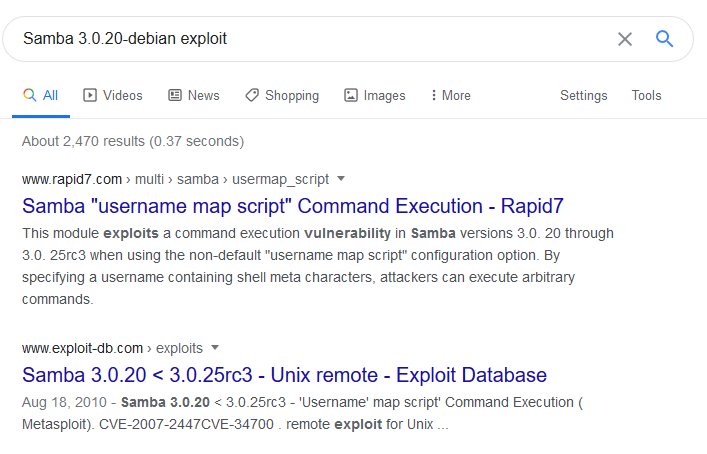 Samba 3.0.20-debian exploit
All Videos News Shopping Images More Settings Tools
About 2,470 results (0.37 seconds)
www.rapid7.com › multi › samba › usermap_script
Samba "username map script" Command Execution - Rapid7
This module exploits a command execution vulnerability in Samba versions 3.0. 20 through
3.0. 25rc3 when using the non-default "username map script" configuration option. By
specifying a username containing shell meta characters, attackers can execute arbitrary
commands.
www.exploit-db.com › exploits
Samba 3.0.20 < 3.0.25rc3 - Unix remote - Exploit Database
Aug 18, 2010 - Samba 3.0.20 < 3.0.25rc3 - 'Username' map script' Command Execution (
Metasploit). CVE-2007-2447CVE-34700 . remote exploit for Unix ...